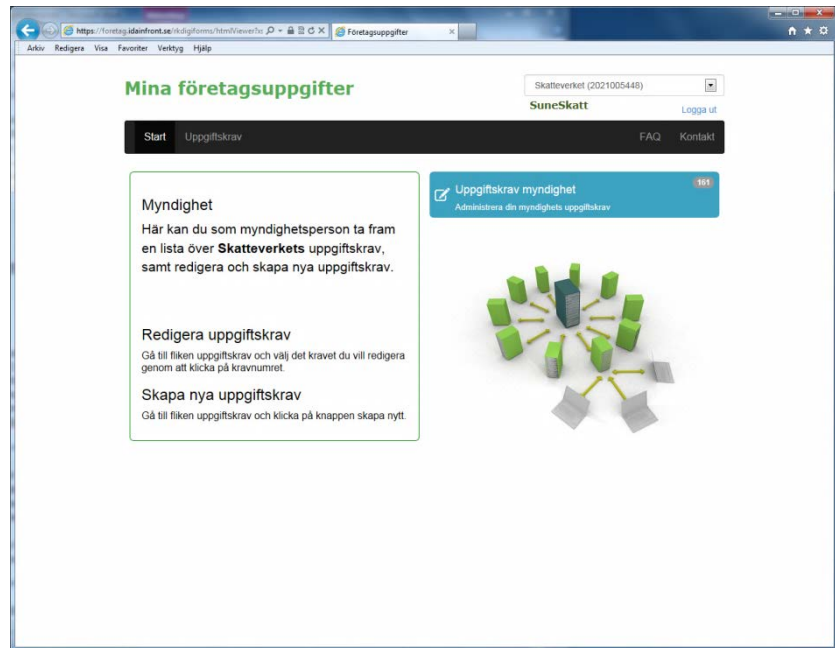 https://foretag.idainfront.se/rkdigiforms/htmlViewer?
Företagsuppgifter
Arkiv Redigera Visa Favoriter Verktyg Hjälp
Mina företagsuppgifter
Skatteverket (2021005448)
SuneSkatt
Logga ut
Start Uppgiftskrav FAQ Kontakt
Myndighet
Här kan du som myndighetsperson ta fram
en lista över Skatteverkets uppgiftskrav,
samt redigera och skapa nya uppgiftskrav.
Redigera uppgiftskrav
Gå till fliken uppgiftskrav och välj det kravet du vill redigera
genom att klicka på kravnumret.
Skapa nya uppgiftskrav
Gå till fliken uppgiftskrav och klicka på knappen skapa nytt.
Uppgiftskrav myndighet
161
Administrera din myndighets uppgiftskrav